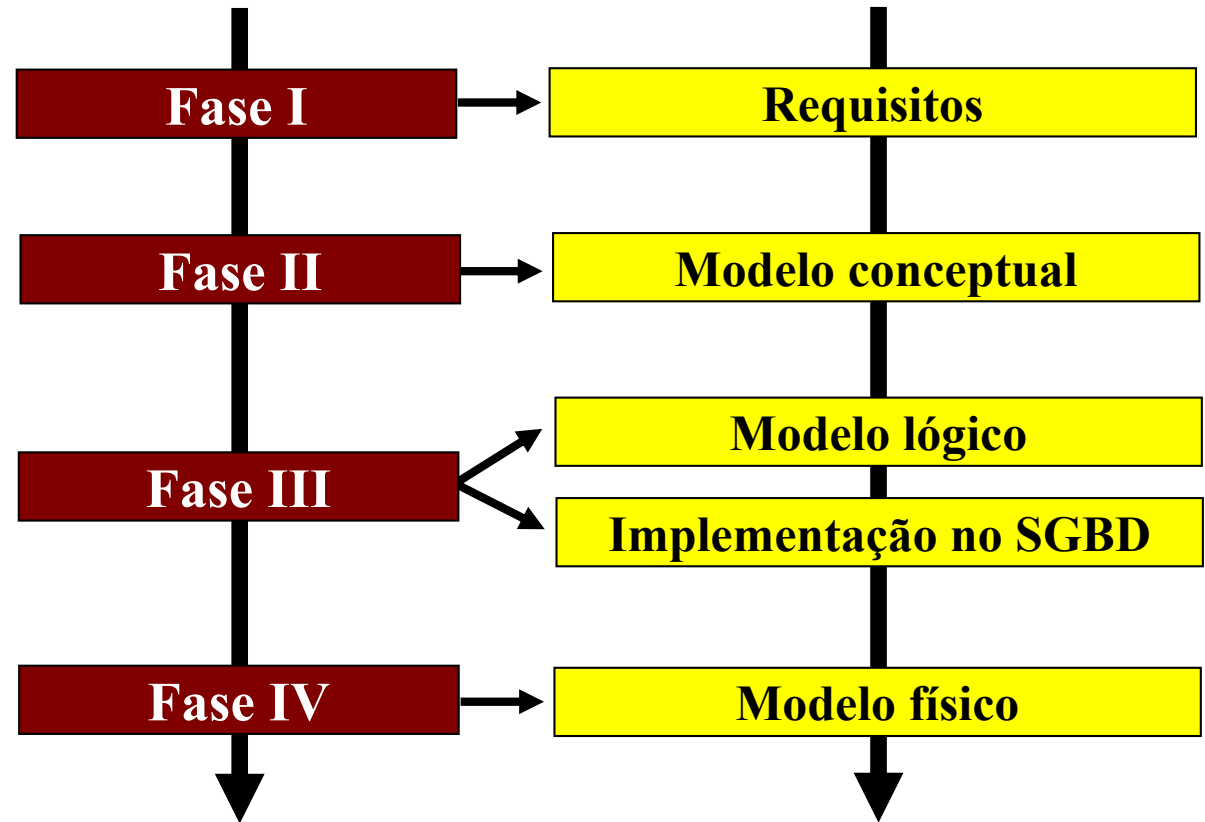 Fase I
Requisitos
Fase II
Modelo conceptual
Fase III
Modelo lógico
Implementação no SGBD
Fase IV
Modelo físico